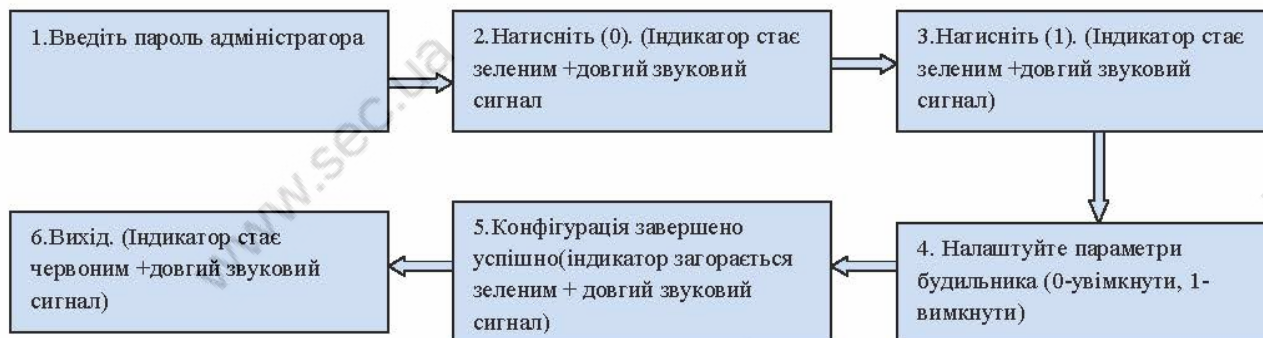 1.Введіть пароль адміністратора
2.Натисніть (0). (Індикатор стає
зеленим +довгий звуковий
сигнал
3.Натисніть (1). (Індикатор стає
зеленим +довгий звуковий
сигнал)
4. Налаштуйте параметри
будильника (0-увімкнути, 1-
вимкнути)
5.Конфігурація завершено
успішно(індикатор загорається
зеленим + довгий звуковий
сигнал)
6.Вихід. (Індикатор стає
червоним +довгий звуковий
сигнал)
www.sec.ua